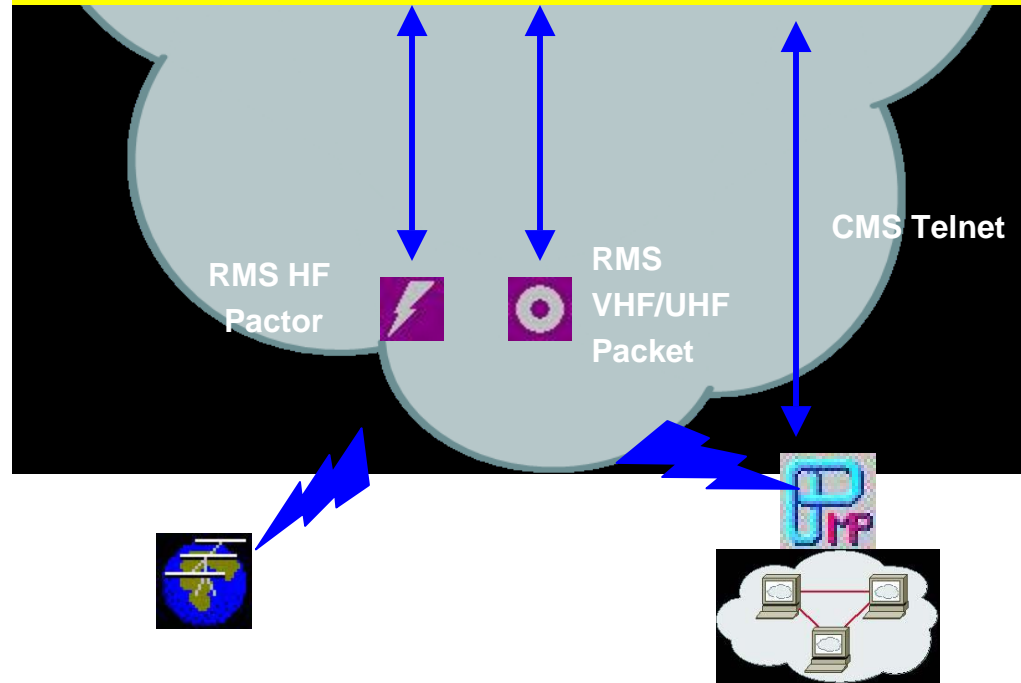 CMS Telnet
RMS HF
Pactor
RMS
VHF/UHF
Packet
MP